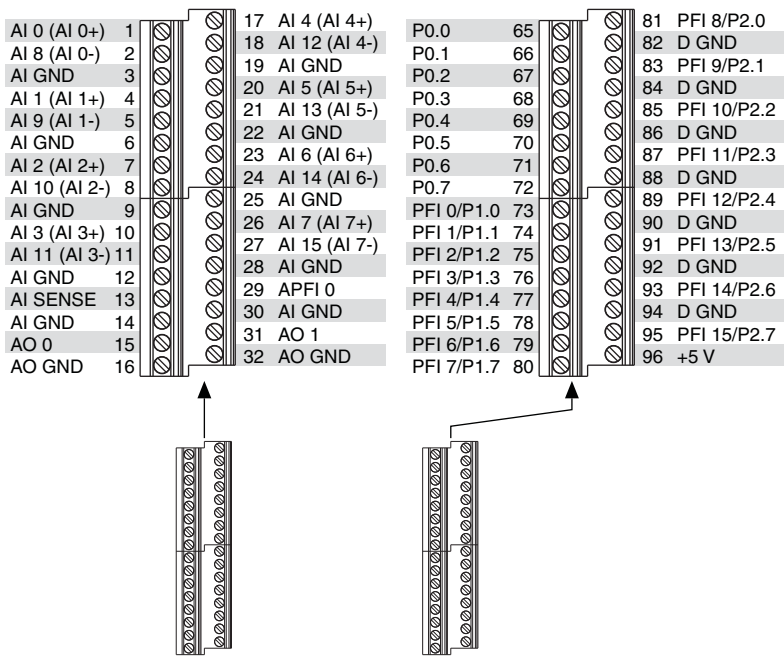 AI 0 (AI 0+) 1
AI 8 (AI 0-) 2
AI GND 3
AI 1 (AI 1+) 4
AI 9 (AI 1-) 5
AI GND 6
AI 2 (AI 2+) 7
AI 10 (AI 2-) 8
AI GND 9
AI 3 (AI 3+) 10
AI 11 (AI 3-) 11
AI GND 12
AI SENSE 13
AI GND 14
AO 0 15
AO GND 16
17 AI 4 (AI 4+)
18 AI 12 (AI 4-)
19 AI GND
20 AI 5 (AI 5+)
21 AI 13 (AI 5-)
22 AI GND
23 AI 6 (AI 6+)
24 AI 14 (AI 6-)
25 AI GND
26 AI 7 (AI 7+)
27 AI 15 (AI 7-)
28 AI GND
29 APFI 0
30 AI GND
31 AO 1
32 AO GND
P0.0 65
P0.1 66
P0.2 67
P0.3 68
P0.4 69
P0.5 70
P0.6 71
P0.7 72
PFI 0/P1.0 73
PFI 1/P1.1 74
PFI 2/P1.2 75
PFI 3/P1.3 76
PFI 4/P1.4 77
PFI 5/P1.5 78
PFI 6/P1.6 79
PFI 7/P1.7 80
81 PFI 8/P2.0
82 D GND
83 PFI 9/P2.1
84 D GND
85 PFI 10/P2.2
86 D GND
87 PFI 11/P2.3
88 D GND
89 PFI 12/P2.4
90 D GND
91 PFI 13/P2.5
92 D GND
93 PFI 14/P2.6
94 D GND
95 PFI 15/P2.7
96 +5 V